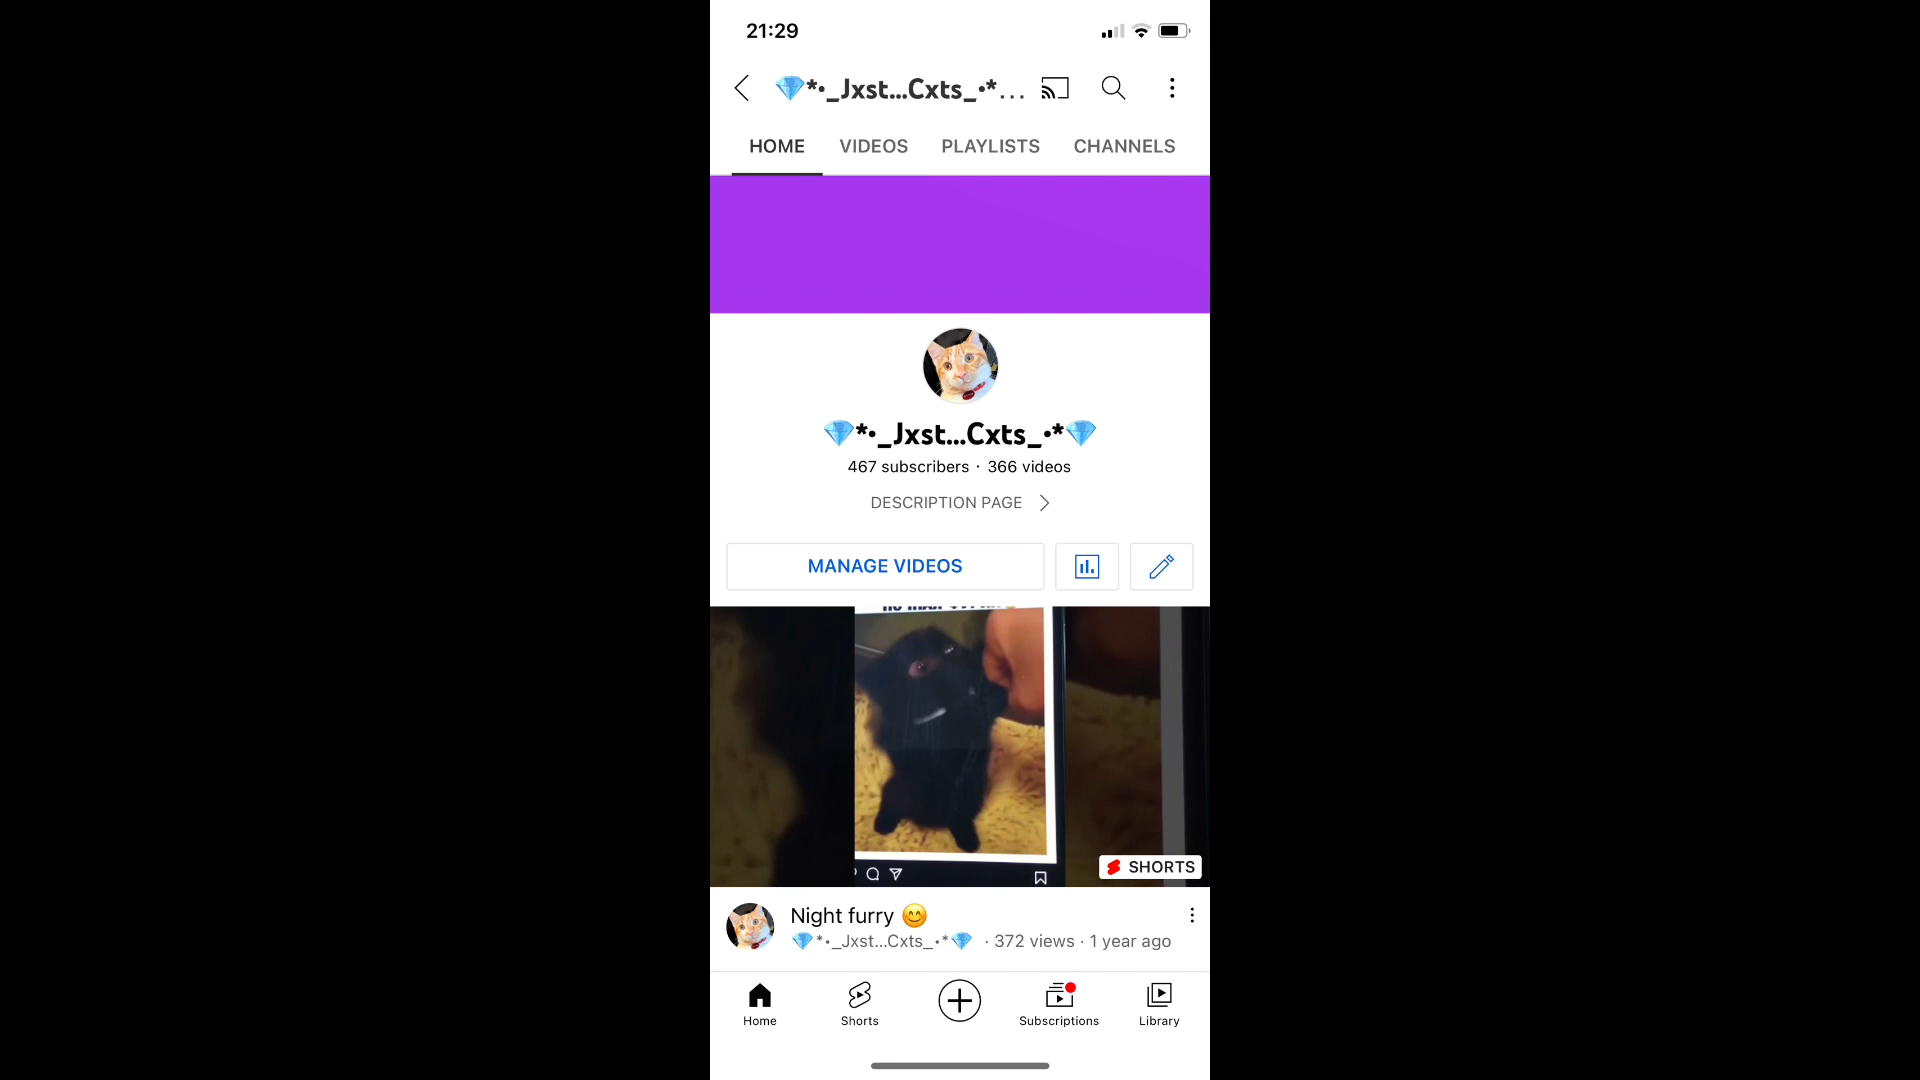 21:29
💎*•_Jxst...Cxts_•*...
HOME VIDEOS PLAYLISTS CHANNELS
💎*•_Jxst...Cxts_•*💎
467 subscribers · 366 videos
DESCRIPTION PAGE
MANAGE VIDEOS
SHORTS
Night furry 😊
💎*•_Jxst...Cxts_•*💎 · 372 views · 1 year ago
Home Shorts Subscriptions Library